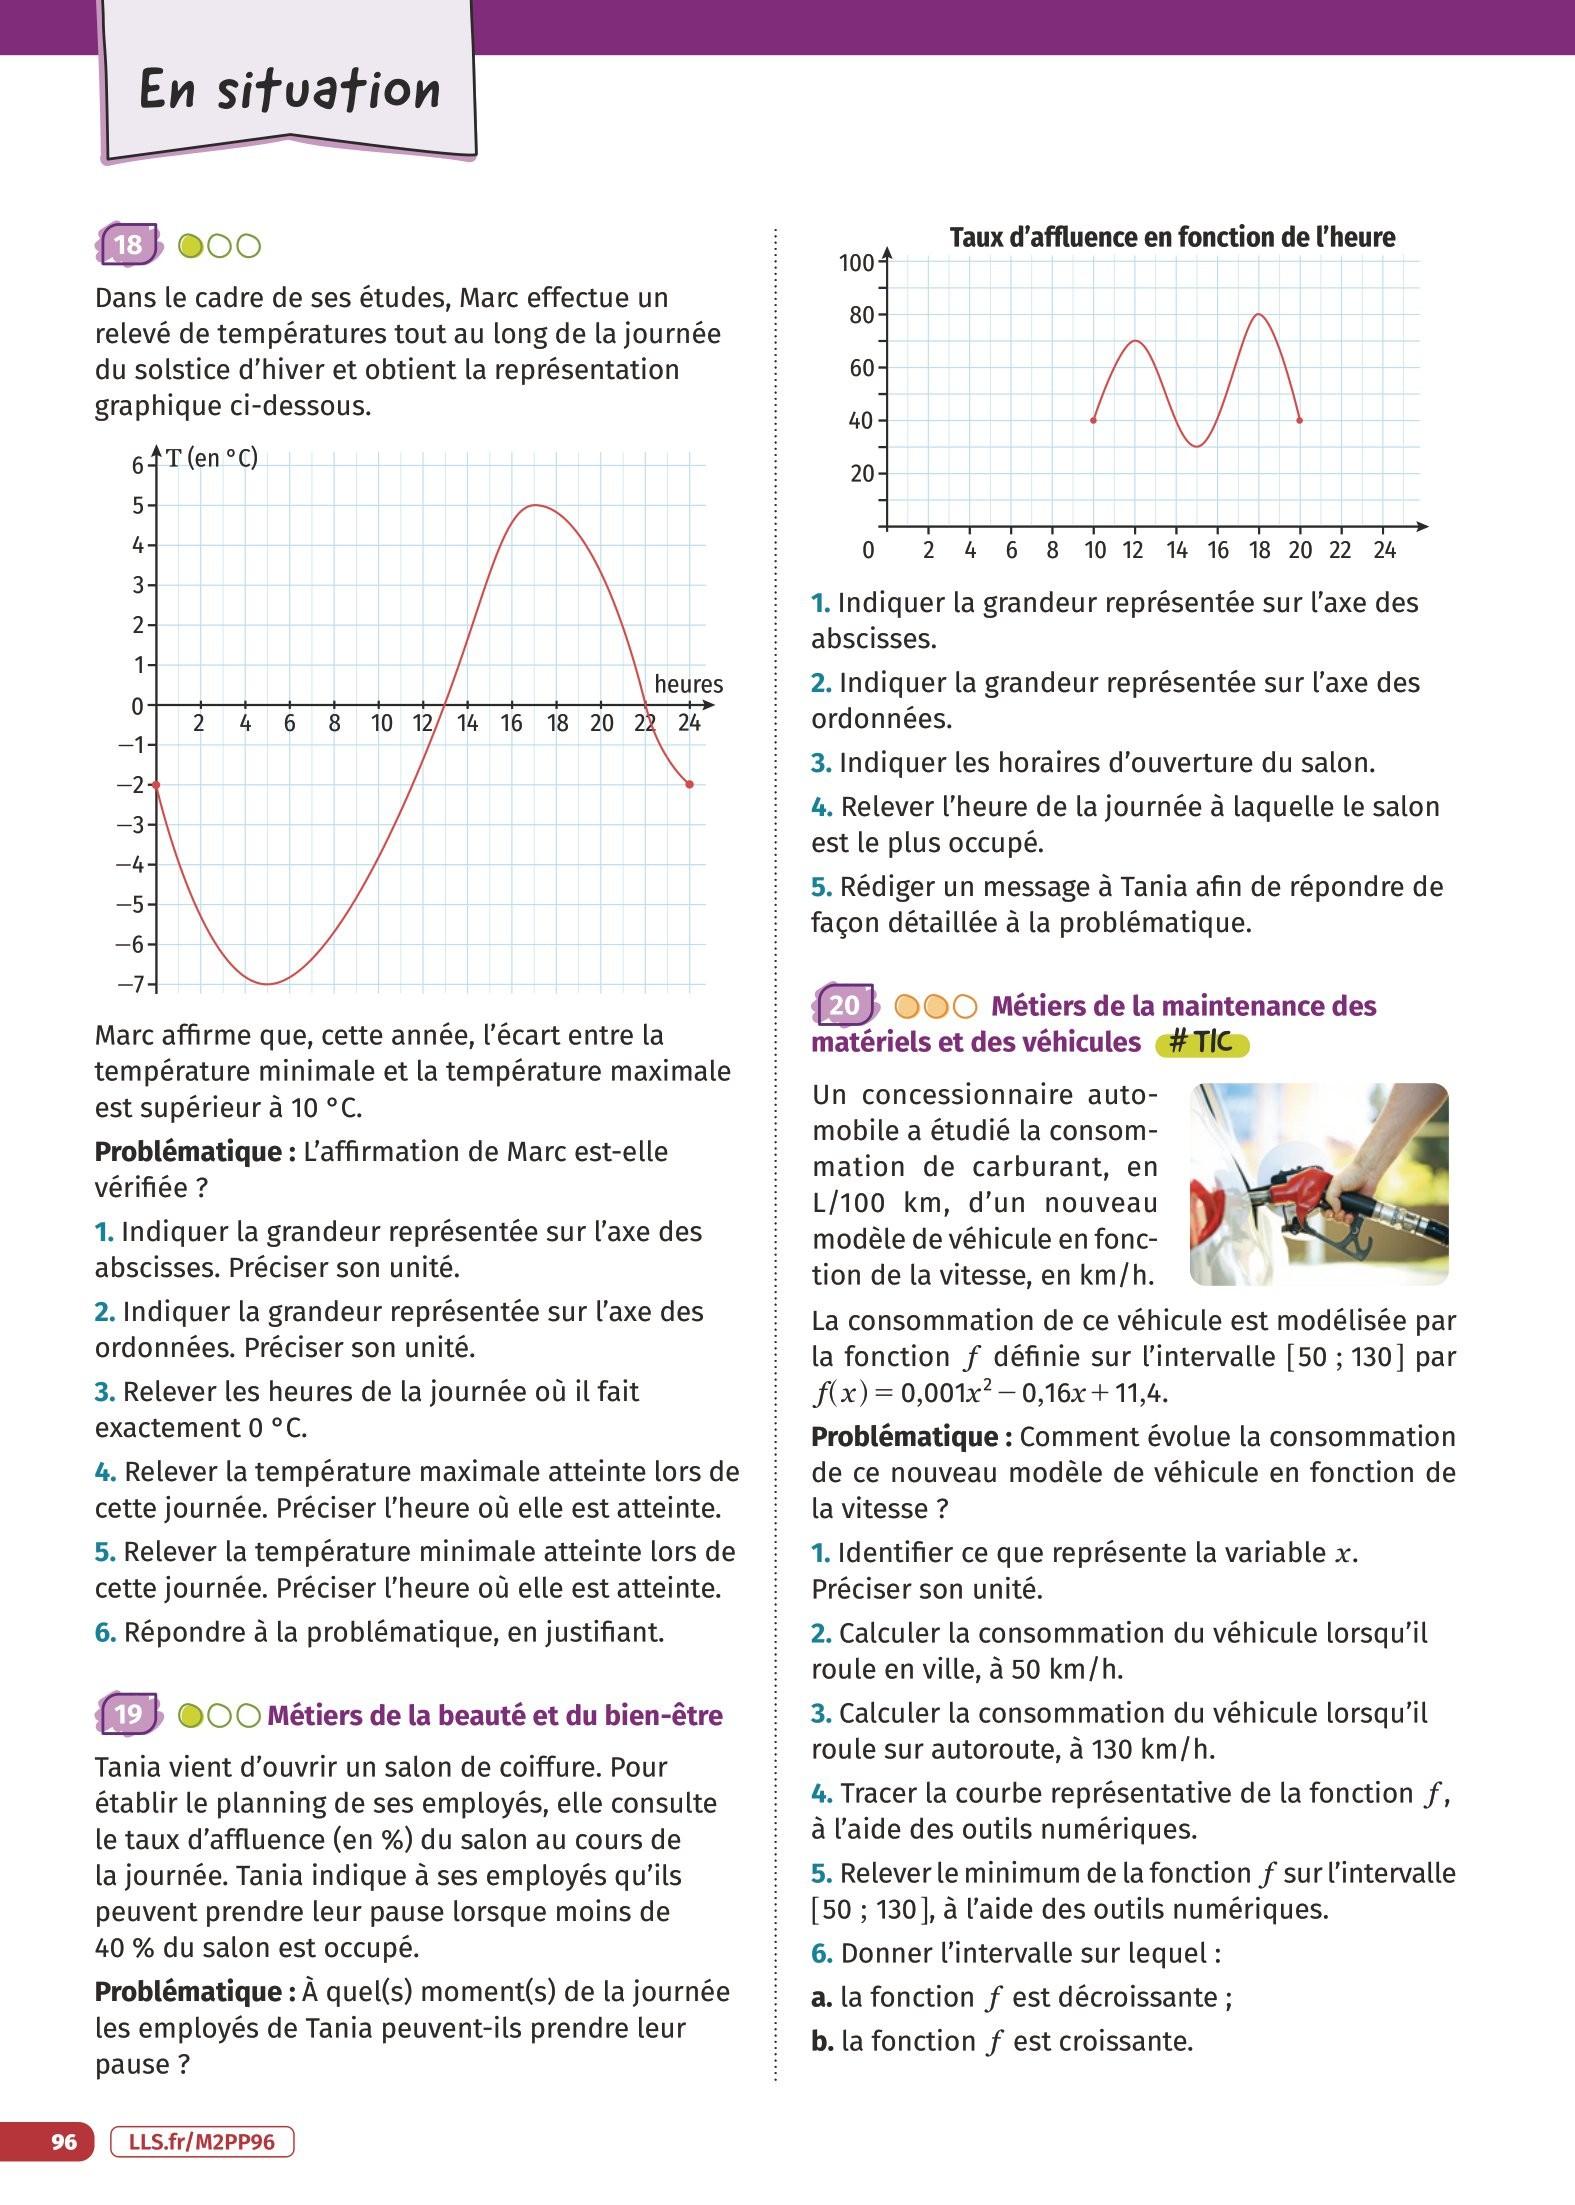 En situation
18
Dans le cadre de ses études, Marc effectue un
relevé de températures tout au long de la journée
du solstice d’hiver et obtient la représentation
graphique ci-dessous.
T (en °C)
6
5
4
3
2
1
0
−1
−2
−3
−4
−5
−6
−7
heures
2 4 6 8 10 12 14 16 18 20 22 24
Marc affirme que, cette année, l’écart entre la
température minimale et la température maximale
est supérieur à 10 °C.
Problématique : L’affirmation de Marc est-elle
vérifiée ?
1. Indiquer la grandeur représentée sur l’axe des
abscisses. Préciser son unité.
2. Indiquer la grandeur représentée sur l’axe des
ordonnées. Préciser son unité.
3. Relever les heures de la journée où il fait
exactement 0 °C.
4. Relever la température maximale atteinte lors de
cette journée. Préciser l’heure où elle est atteinte.
5. Relever la température minimale atteinte lors de
cette journée. Préciser l’heure où elle est atteinte.
6. Répondre à la problématique, en justifiant.
19 Métiers de la beauté et du bien-être
Tania vient d’ouvrir un salon de coiffure. Pour
établir le planning de ses employés, elle consulte
le taux d’affluence (en %) du salon au cours de
la journée. Tania indique à ses employés qu’ils
peuvent prendre leur pause lorsque moins de
40 % du salon est occupé.
Problématique : À quel(s) moment(s) de la journée
les employés de Tania peuvent-ils prendre leur
pause ?
Taux d’affluence en fonction de l’heure
100
80
60
40
20
0 2 4 6 8 10 12 14 16 18 20 22 24
1. Indiquer la grandeur représentée sur l’axe des
abscisses.
2. Indiquer la grandeur représentée sur l’axe des
ordonnées.
3. Indiquer les horaires d’ouverture du salon.
4. Relever l’heure de la journée à laquelle le salon
est le plus occupé.
5. Rédiger un message à Tania afin de répondre de
façon détaillée à la problématique.
20 Métiers de la maintenance des
matériels et des véhicules # TIC
Un concessionnaire auto-
mobile a étudié la consom-
mation de carburant, en
L/100 km, d’un nouveau
modèle de véhicule en fonc-
tion de la vitesse, en km/h.
La consommation de ce véhicule est modélisée par
la fonction f définie sur l’intervalle [50 ; 130] par
f(x) = 0,001x² − 0,16x + 11,4.
Problématique : Comment évolue la consommation
de ce nouveau modèle de véhicule en fonction de
la vitesse ?
1. Identifier ce que représente la variable x.
Préciser son unité.
2. Calculer la consommation du véhicule lorsqu’il
roule en ville, à 50 km/h.
3. Calculer la consommation du véhicule lorsqu’il
roule sur autoroute, à 130 km/h.
4. Tracer la courbe représentative de la fonction f,
à l’aide des outils numériques.
5. Relever le minimum de la fonction f sur l’intervalle
[50 ; 130], à l’aide des outils numériques.
6. Donner l’intervalle sur lequel :
a. la fonction f est décroissante ;
b. la fonction f est croissante.
96
LLS.fr/M2PP96